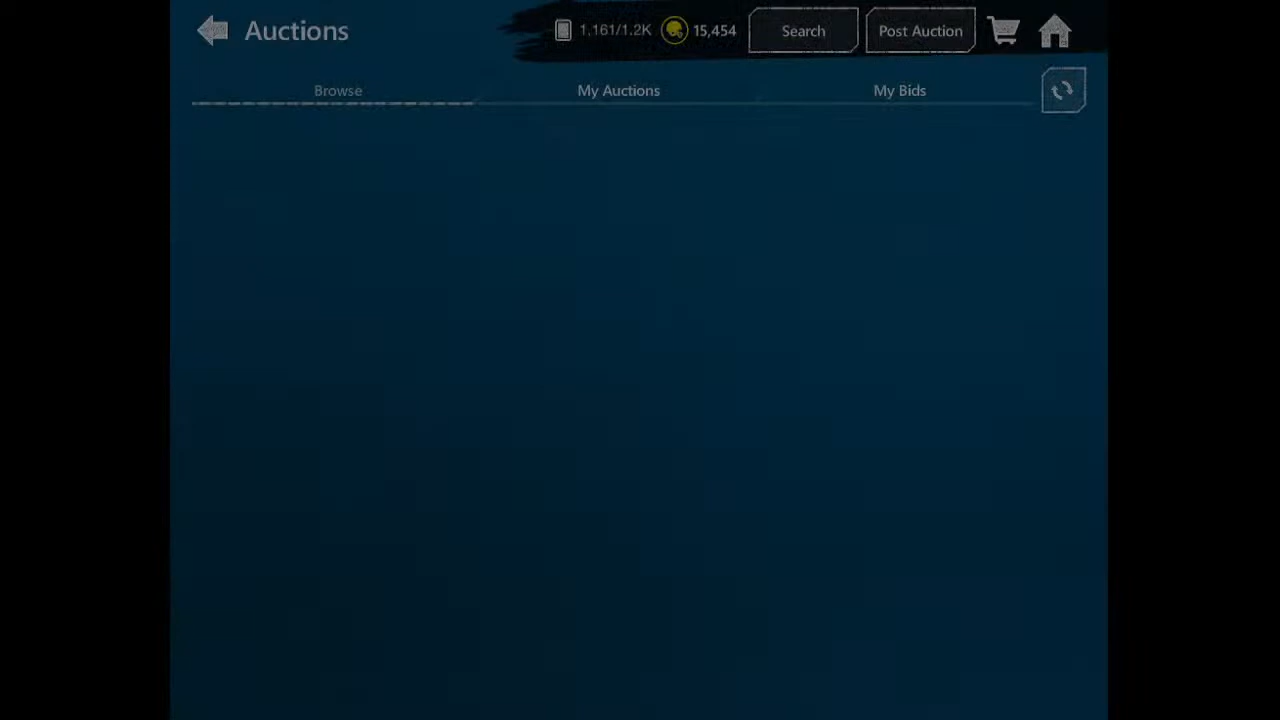 Auctions
1,161/1.2K
15,454
Search
Post Auction
Browse
My Auctions
My Bids